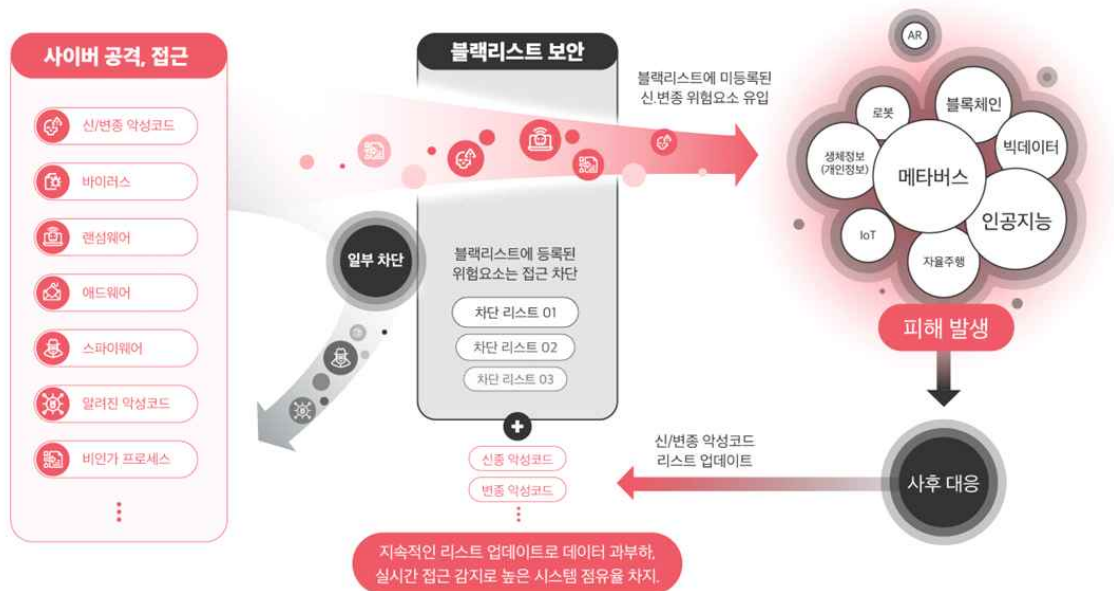 사이버 공격, 접근
신/변종 악성코드
바이러스
랜섬웨어
애드웨어
스파이웨어
알려진 악성코드
비인가 프로세스
블랙리스트 보안
일부 차단
블랙리스트에 등록된
위험요소는 접근 차단
차단 리스트 01
차단 리스트 02
차단 리스트 03
신종 악성코드
변종 악성코드
지속적인 리스트 업데이트로 데이터 과부하,
실시간 접근 감지로 높은 시스템 점유율 차지.
블랙리스트에 미등록된
신.변종 위험요소 유입
AR
로봇
블록체인
생체정보
(개인정보)
메타버스
빅데이터
IoT
자율주행
인공지능
피해 발생
사후 대응
신/변종 악성코드
리스트 업데이트